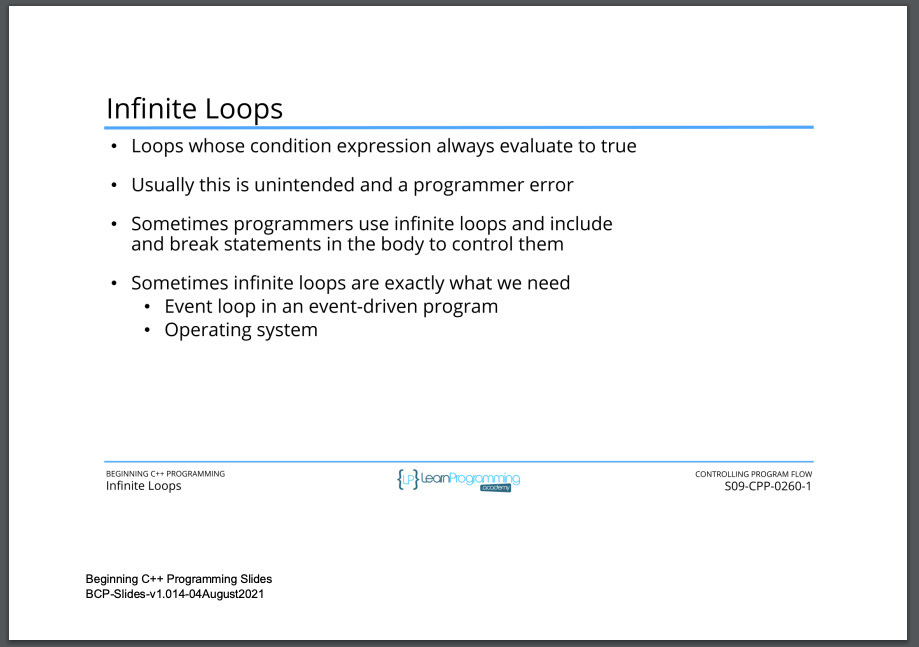 Infinite Loops
• Loops whose condition expression always evaluate to true
• Usually this is unintended and a programmer error
• Sometimes programmers use infinite loops and include
and break statements in the body to control them
• Sometimes infinite loops are exactly what we need
• Event loop in an event-driven program
• Operating system
BEGINNING C++ PROGRAMMING
Infinite Loops
{LP} LearnProgramming
academy
CONTROLLING PROGRAM FLOW
S09-CPP-0260-1
Beginning C++ Programming Slides
BCP-Slides-v1.014-04August2021